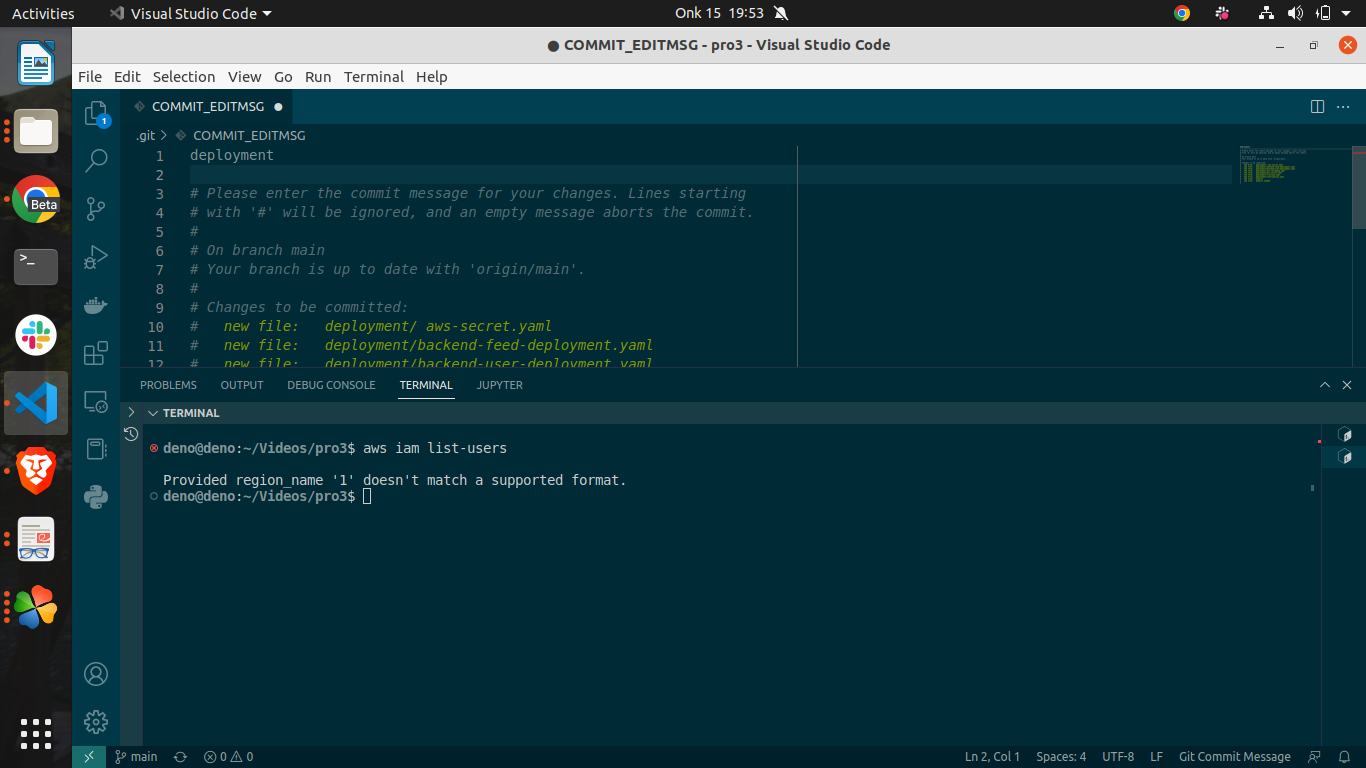 Activities
Visual Studio Code
Onk 15 19:53
● COMMIT_EDITMSG - pro3 - Visual Studio Code
File Edit Selection View Go Run Terminal Help
1
COMMIT_EDITMSG ●
.git > COMMIT_EDITMSG
1 deployment
2
3 # Please enter the commit message for your changes. Lines starting
4 # with '#' will be ignored, and an empty message aborts the commit.
5 #
6 # On branch main
7 # Your branch is up to date with 'origin/main'.
8 #
9 # Changes to be committed:
10 # new file: deployment/ aws-secret.yaml
11 # new file: deployment/backend-feed-deployment.yaml
12 # new file: deployment/backend-user-deployment.yaml
Beta
>_
PROBLEMS OUTPUT DEBUG CONSOLE TERMINAL JUPYTER
TERMINAL
deno@deno:~/Videos/pro3$ aws iam list-users
Provided region_name '1' doesn't match a supported format.
deno@deno:~/Videos/pro3$
main 0 0
Ln 2, Col 1 Spaces: 4 UTF-8 LF Git Commit Message